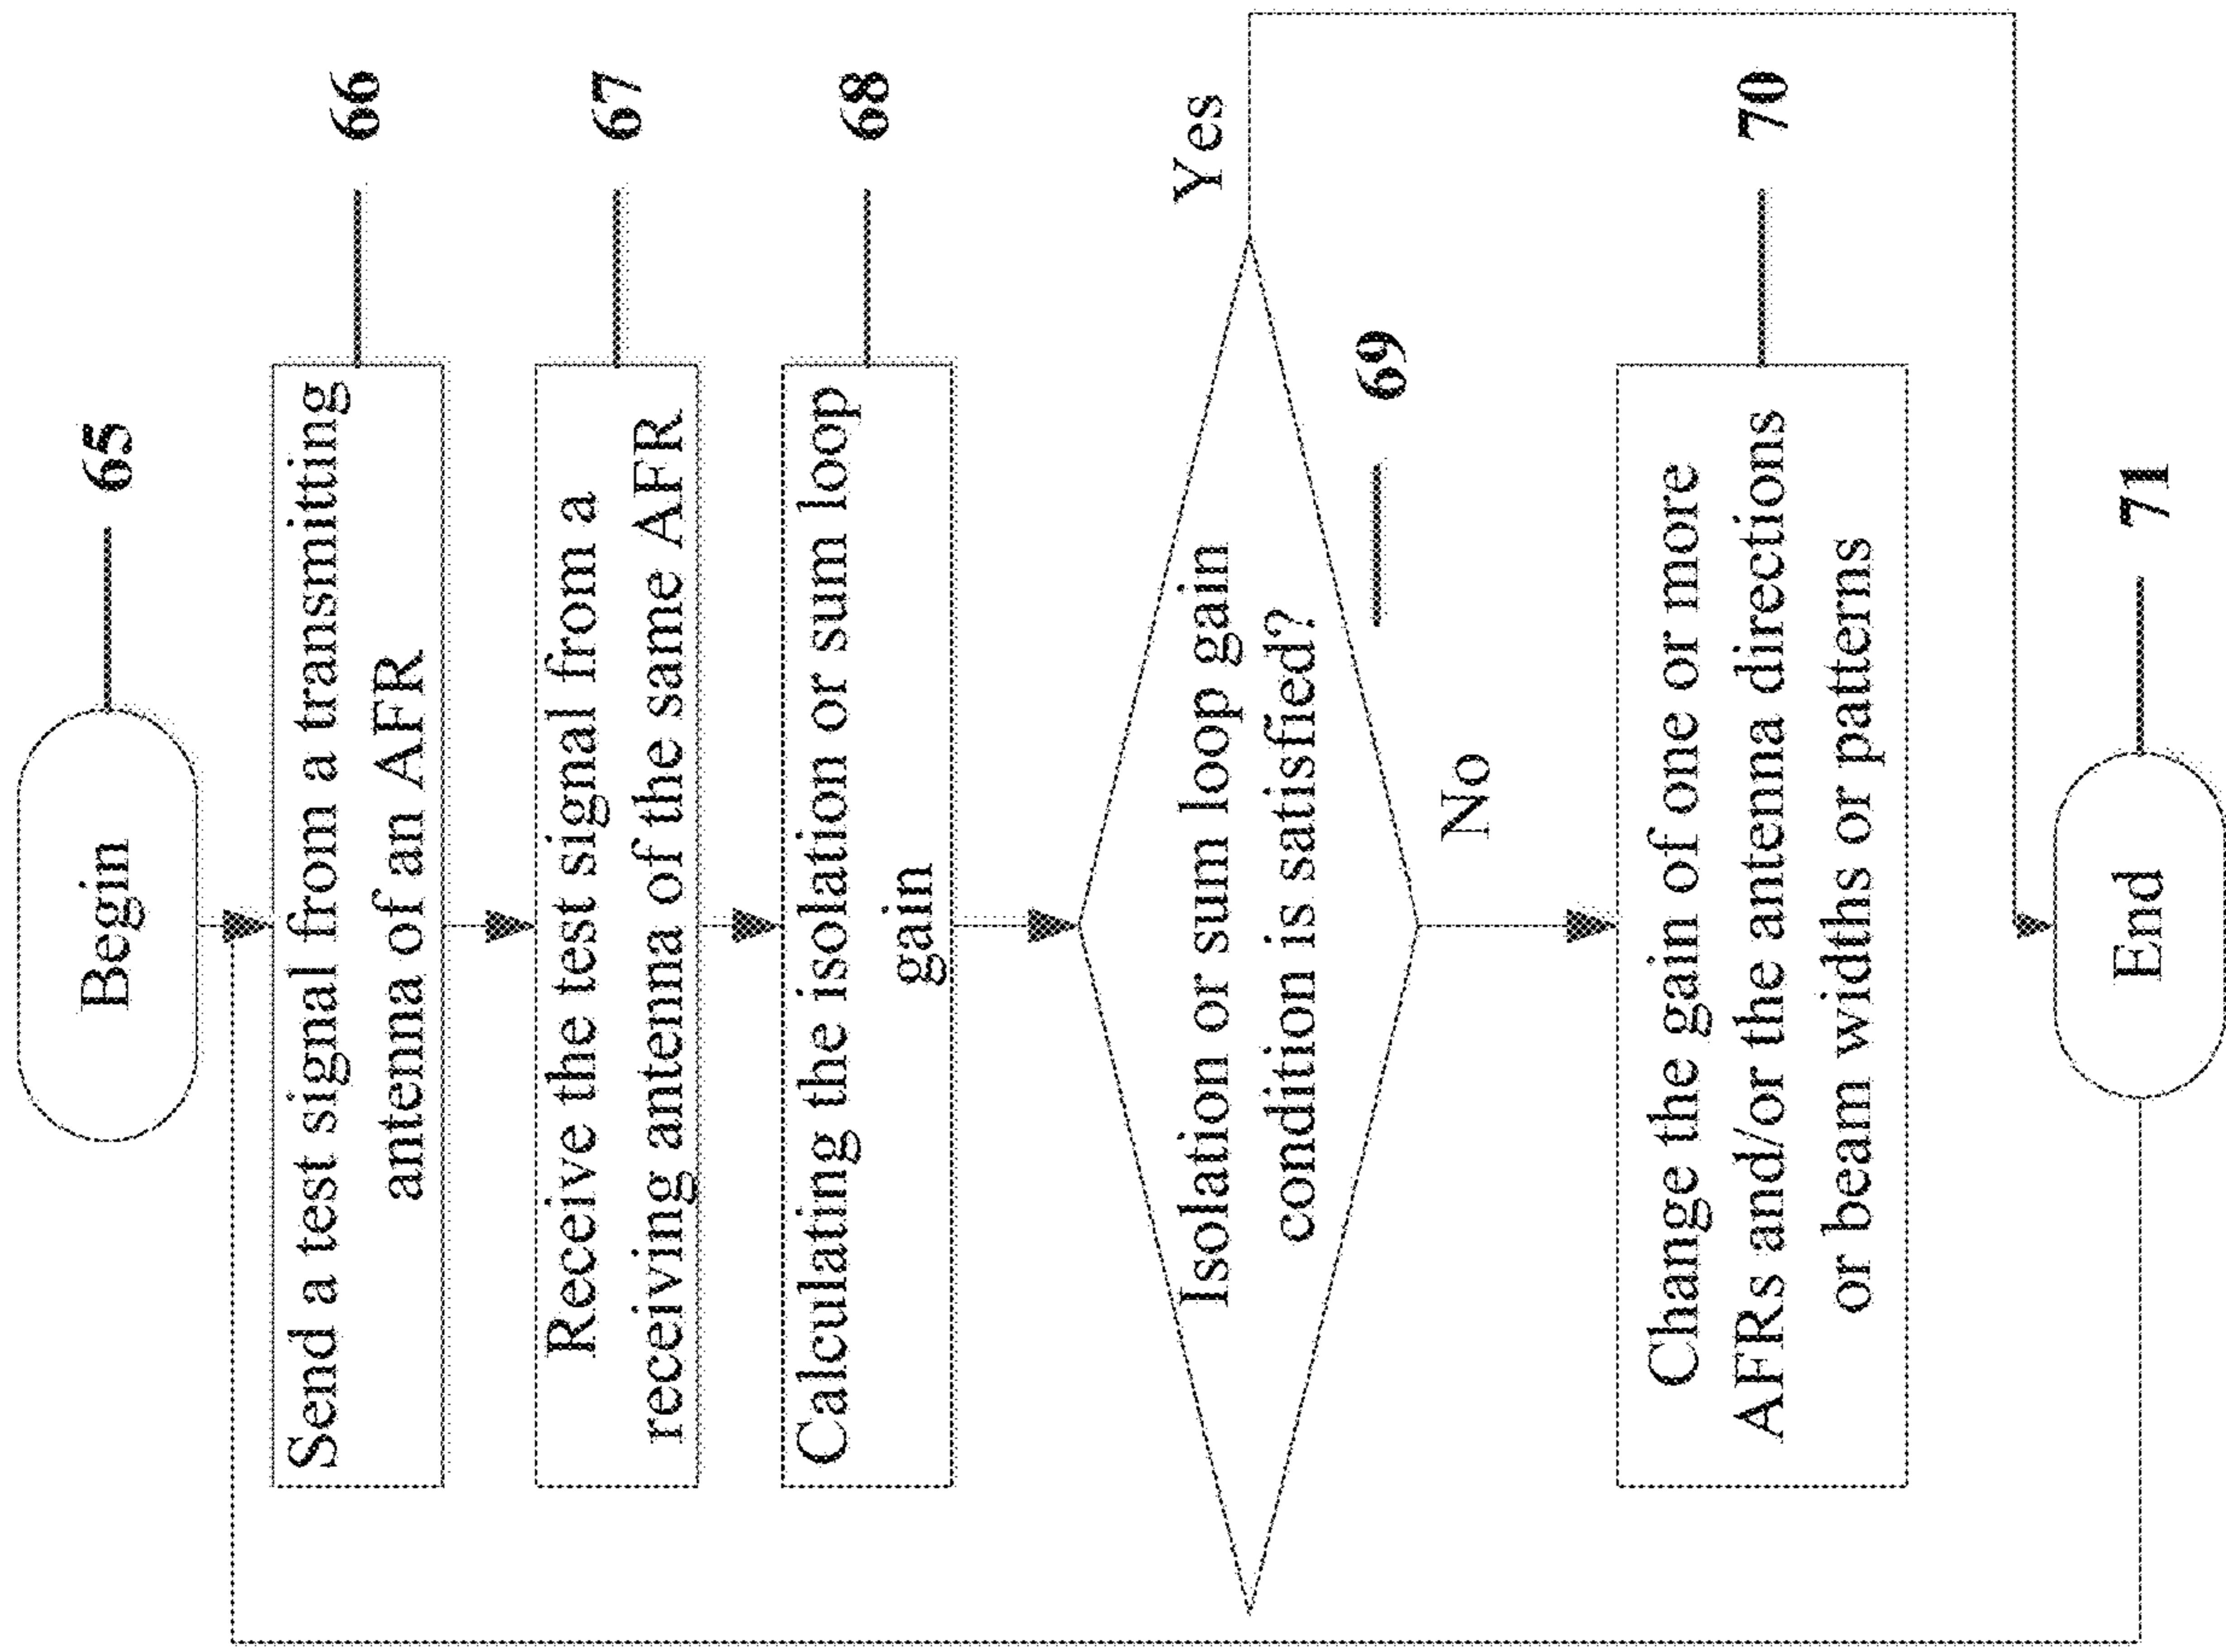 Begin
65
Send a test signal from a transmitting
antenna of an AFR
66
Receive the test signal from a
receiving antenna of the same AFR
67
Calculating the isolation or sum loop
gain
68
Isolation or sum loop gain
condition is satisfied?
Yes
69
No
Change the gain of one or more
AFRs and/or the antenna directions
or beam widths or patterns
70
End
71